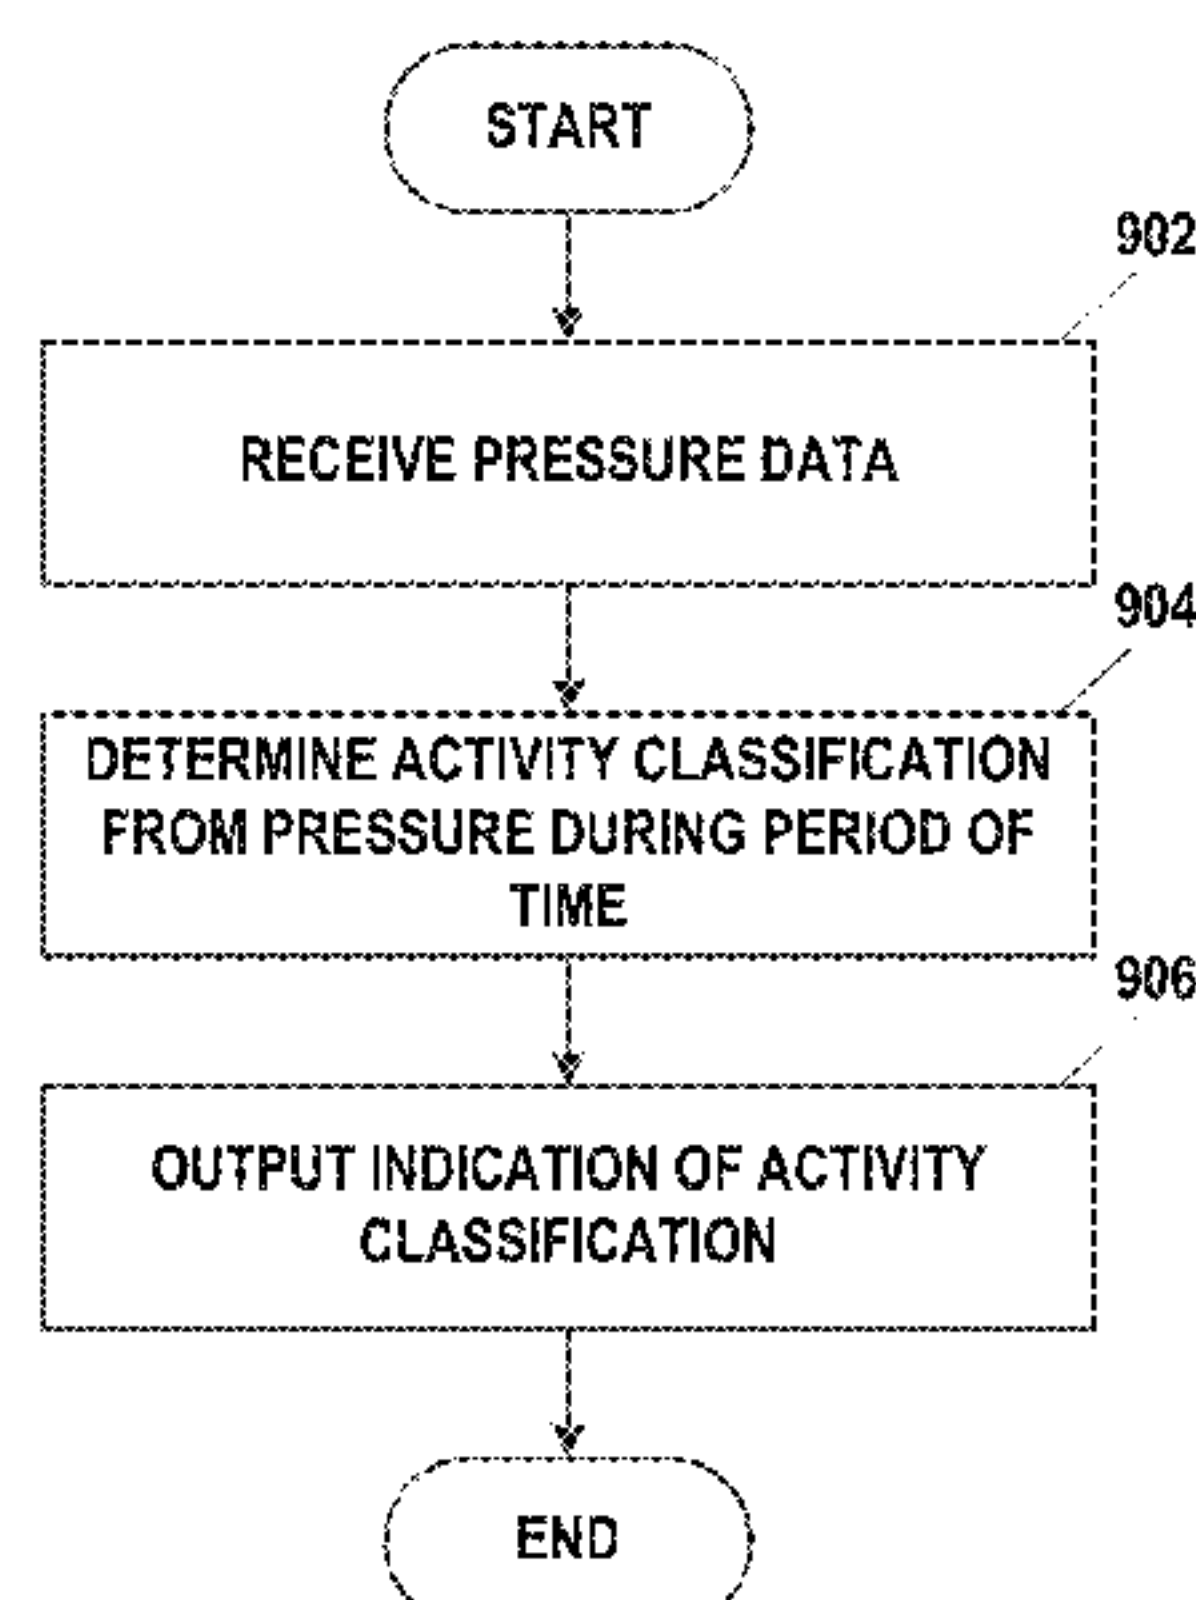 START
902
RECEIVE PRESSURE DATA
904
DETERMINE ACTIVITY CLASSIFICATION
FROM PRESSURE DURING PERIOD OF
TIME
906
OUTPUT INDICATION OF ACTIVITY
CLASSIFICATION
END